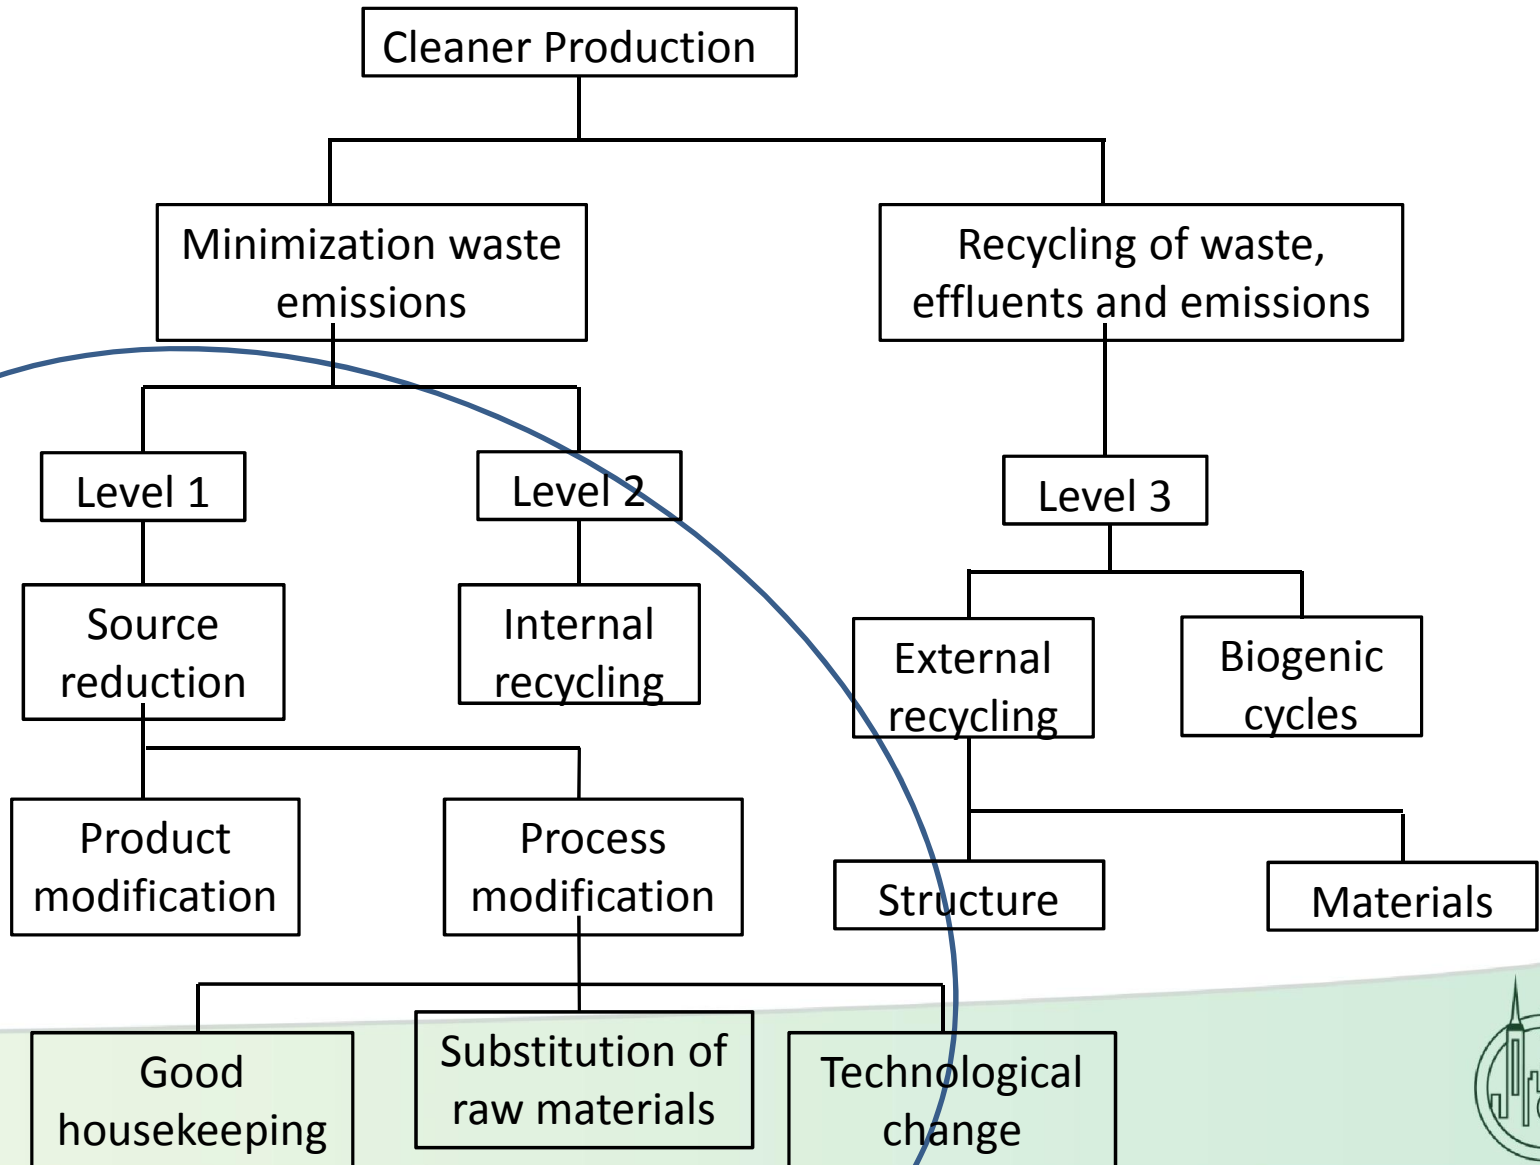 Cleaner Production
Minimization waste
emissions
Recycling of waste,
effluents and emissions
Level 1
Level 2
Level 3
Source
reduction
Internal
recycling
External
recycling
Biogenic
cycles
Product
modification
Process
modification
Structure
Materials
Good
housekeeping
Substitution of
raw materials
Technological
change